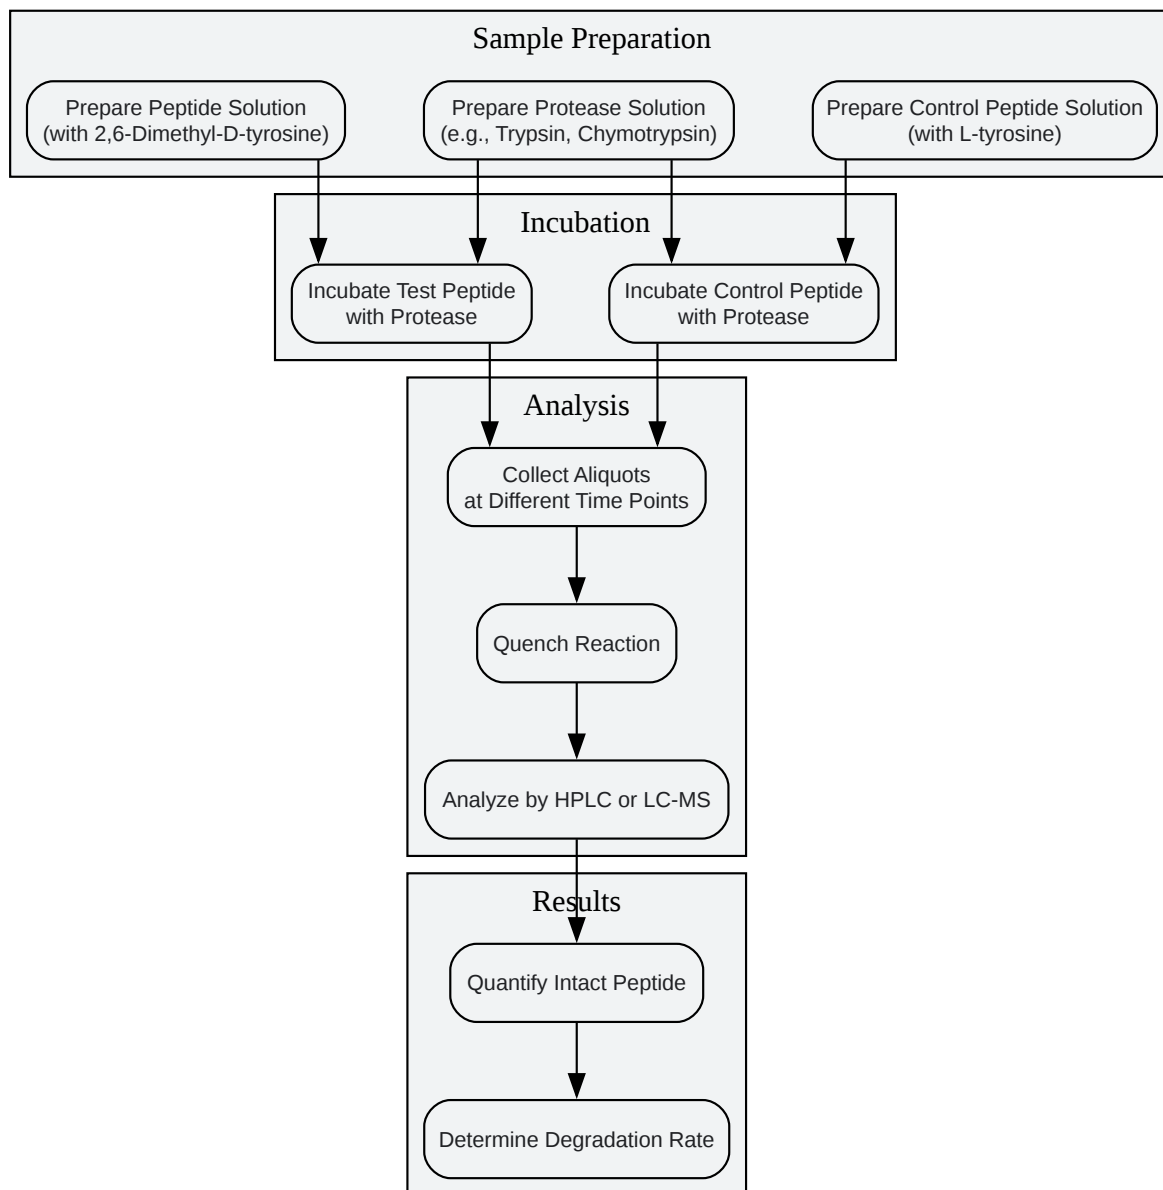 Sample Preparation
Prepare Peptide Solution
(with 2,6-Dimethyl-D-tyrosine)
Prepare Protease Solution
(e.g., Trypsin, Chymotrypsin)
Prepare Control Peptide Solution
(with L-tyrosine)
Incubation
Incubate Test Peptide
with Protease
Incubate Control Peptide
with Protease
Analysis
Collect Aliquots
at Different Time Points
Quench Reaction
Analyze by HPLC or LC-MS
Results
Quantify Intact Peptide
Determine Degradation Rate